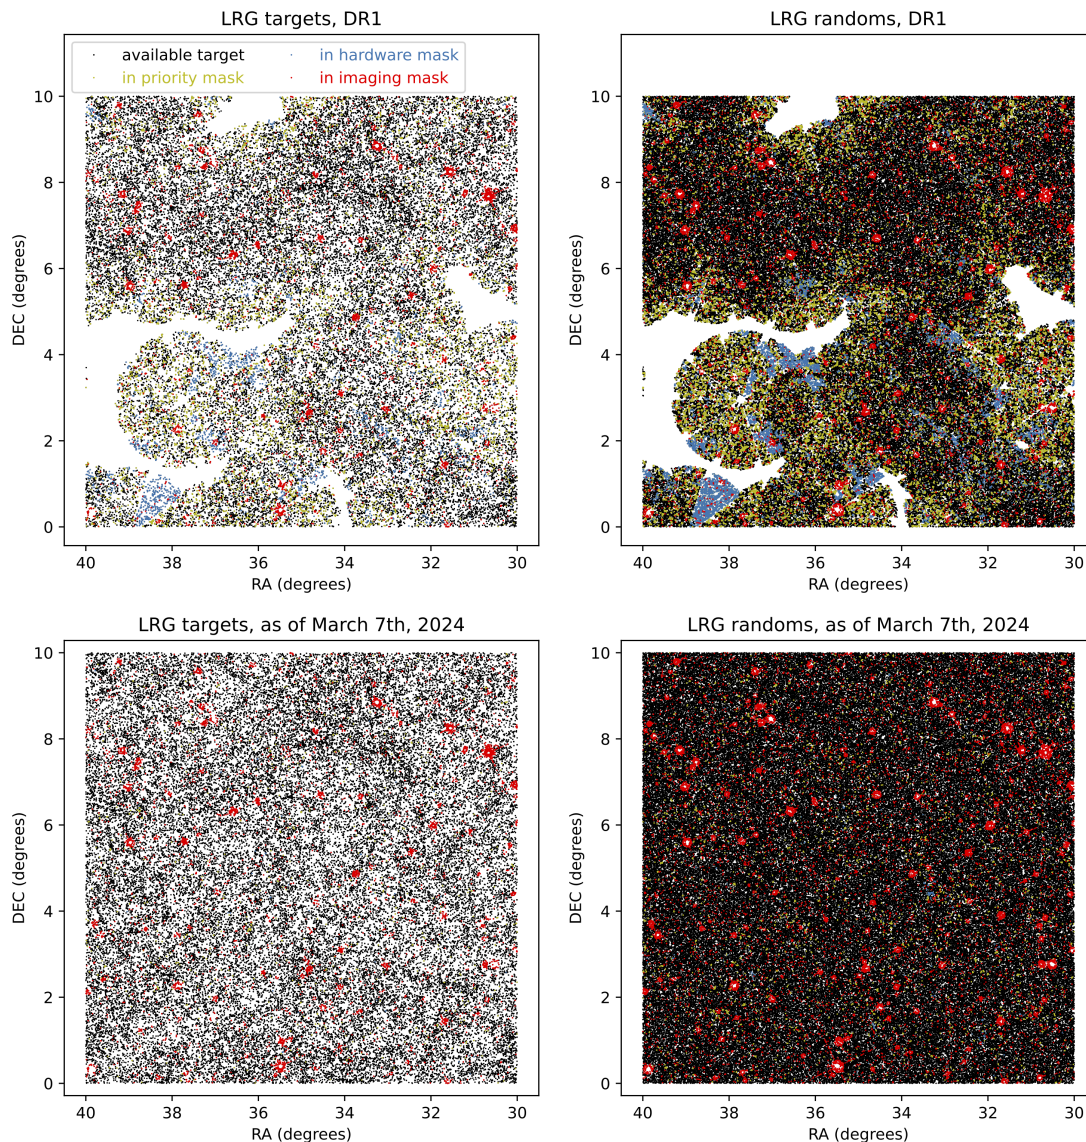 LRG targets, DR1
available target
in hardware mask
in priority mask
in imaging mask
10
8
6
4
2
0
DEC (degrees)
40 38 36 34 32 30
RA (degrees)
LRG randoms, DR1
10
8
6
4
2
0
DEC (degrees)
40 38 36 34 32 30
RA (degrees)
LRG targets, as of March 7th, 2024
10
8
6
4
2
0
DEC (degrees)
40 38 36 34 32 30
RA (degrees)
LRG randoms, as of March 7th, 2024
10
8
6
4
2
0
DEC (degrees)
40 38 36 34 32 30
RA (degrees)